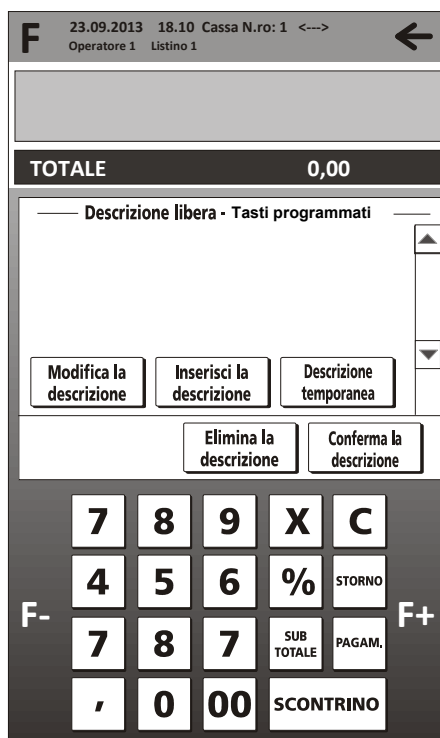 F 23.09.2013 18.10 Cassa N.ro: 1 <--->
Operatore 1 Listino 1
TOTALE 0,00
Descrizione libera - Tasti programmati
Modifica la descrizione
Inserisci la descrizione
Descrizione temporanea
Elimina la descrizione
Conferma la descrizione
7 8 9 X C
4 5 6 % STORNO
F- F+
7 8 7 SUB TOTALE PAGAM.
, 0 00 SCONTRINO